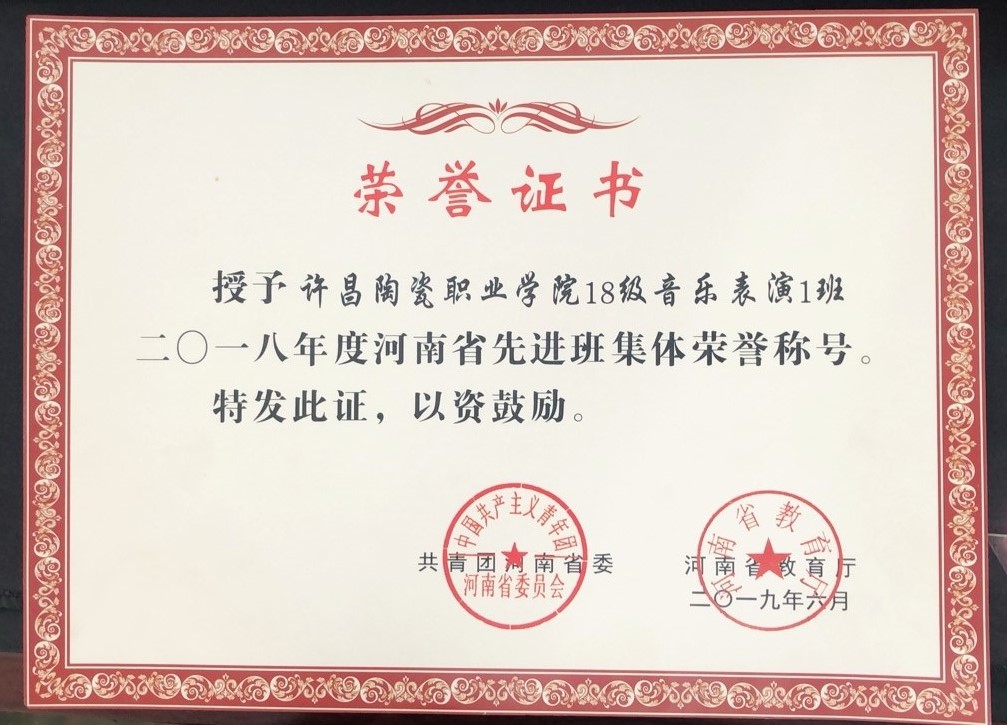 荣誉证书
授予 许昌陶瓷职业学院18级音乐表演1班
二〇一八年度河南省先进班集体荣誉称号。
特发此证，以资鼓励。
中国共产主义青年团
河南省委员会
共青团河南省委
河南省教育厅
河南省教育厅
二〇一九年六月